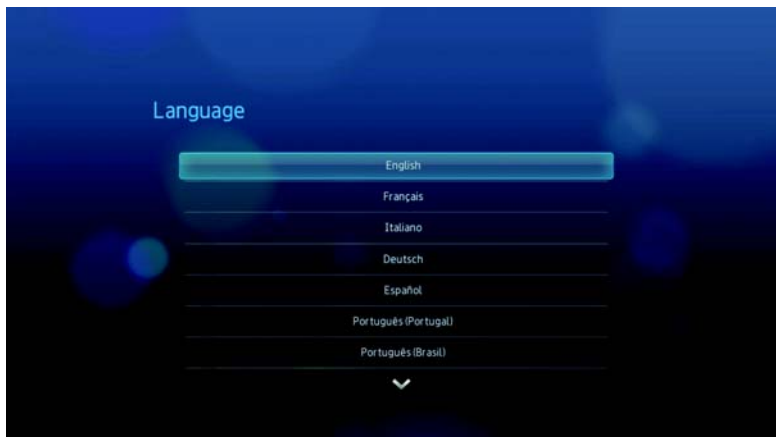 Language
English
Français
Italiano
Deutsch
Español
Português (Portugal)
Português (Brasil)